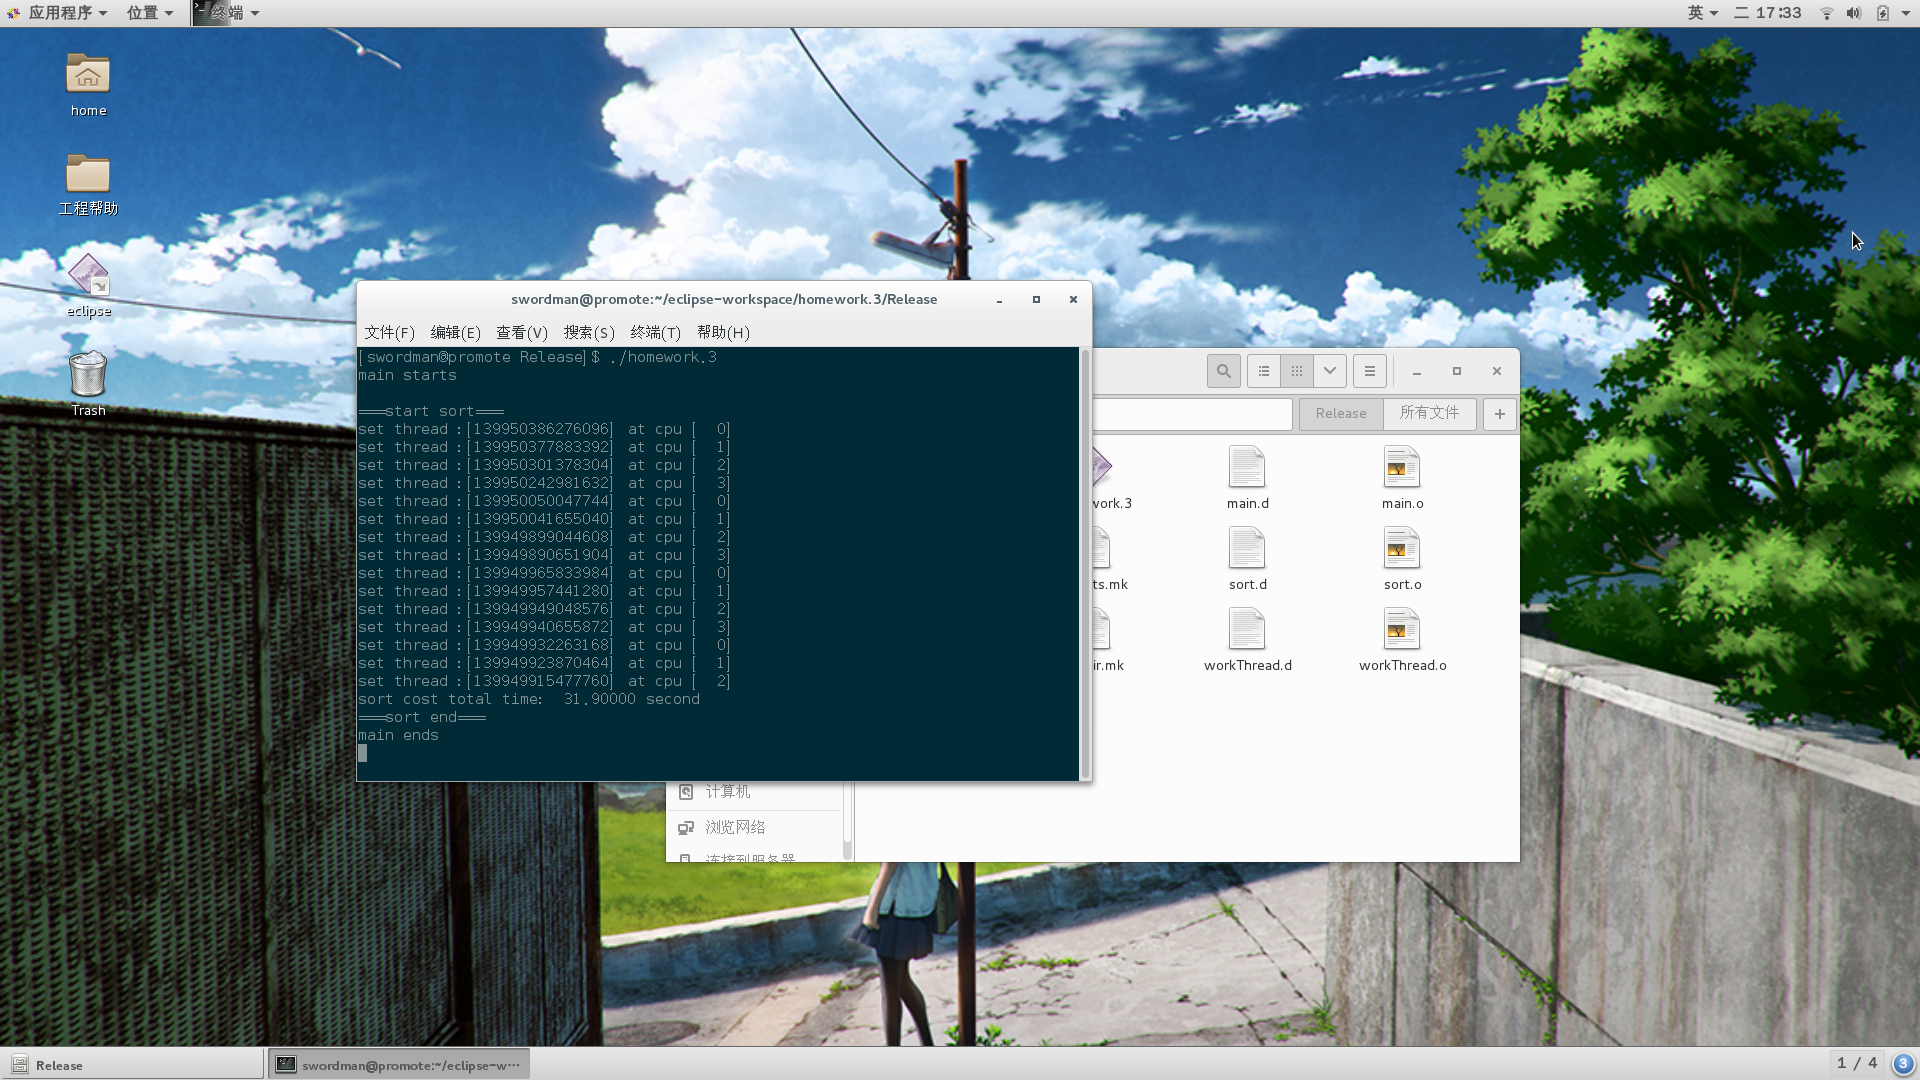 应用程序 位置 终端 英 二 17:33
home
工程帮助
eclipse
Trash
swordman@promote:~/eclipse-workspace/homework.3/Release
文件(F) 编辑(E) 查看(V) 搜索(S) 终端(T) 帮助(H)
[swordman@promote Release]$ ./homework.3
main starts
===start sort===
set thread :[139950386276096] at cpu [  0]
set thread :[139950377883392] at cpu [  1]
set thread :[139950301378304] at cpu [  2]
set thread :[139950242981632] at cpu [  3]
set thread :[139950050047744] at cpu [  0]
set thread :[139950041655040] at cpu [  1]
set thread :[139949899044608] at cpu [  2]
set thread :[139949890651904] at cpu [  3]
set thread :[139949965833984] at cpu [  0]
set thread :[139949957441280] at cpu [  1]
set thread :[139949949048576] at cpu [  2]
set thread :[139949940655872] at cpu [  3]
set thread :[139949932263168] at cpu [  0]
set thread :[139949923870464] at cpu [  1]
set thread :[139949915477760] at cpu [  2]
sort cost total time:  31.90000 second
===sort end===
main ends
Release 所有文件
work.3 main.d main.o
ts.mk sort.d sort.o
ir.mk workThread.d workThread.o
计算机
浏览网络
连接到服务器
Release swordman@promote:~/eclipse-w··· 1 / 4 3